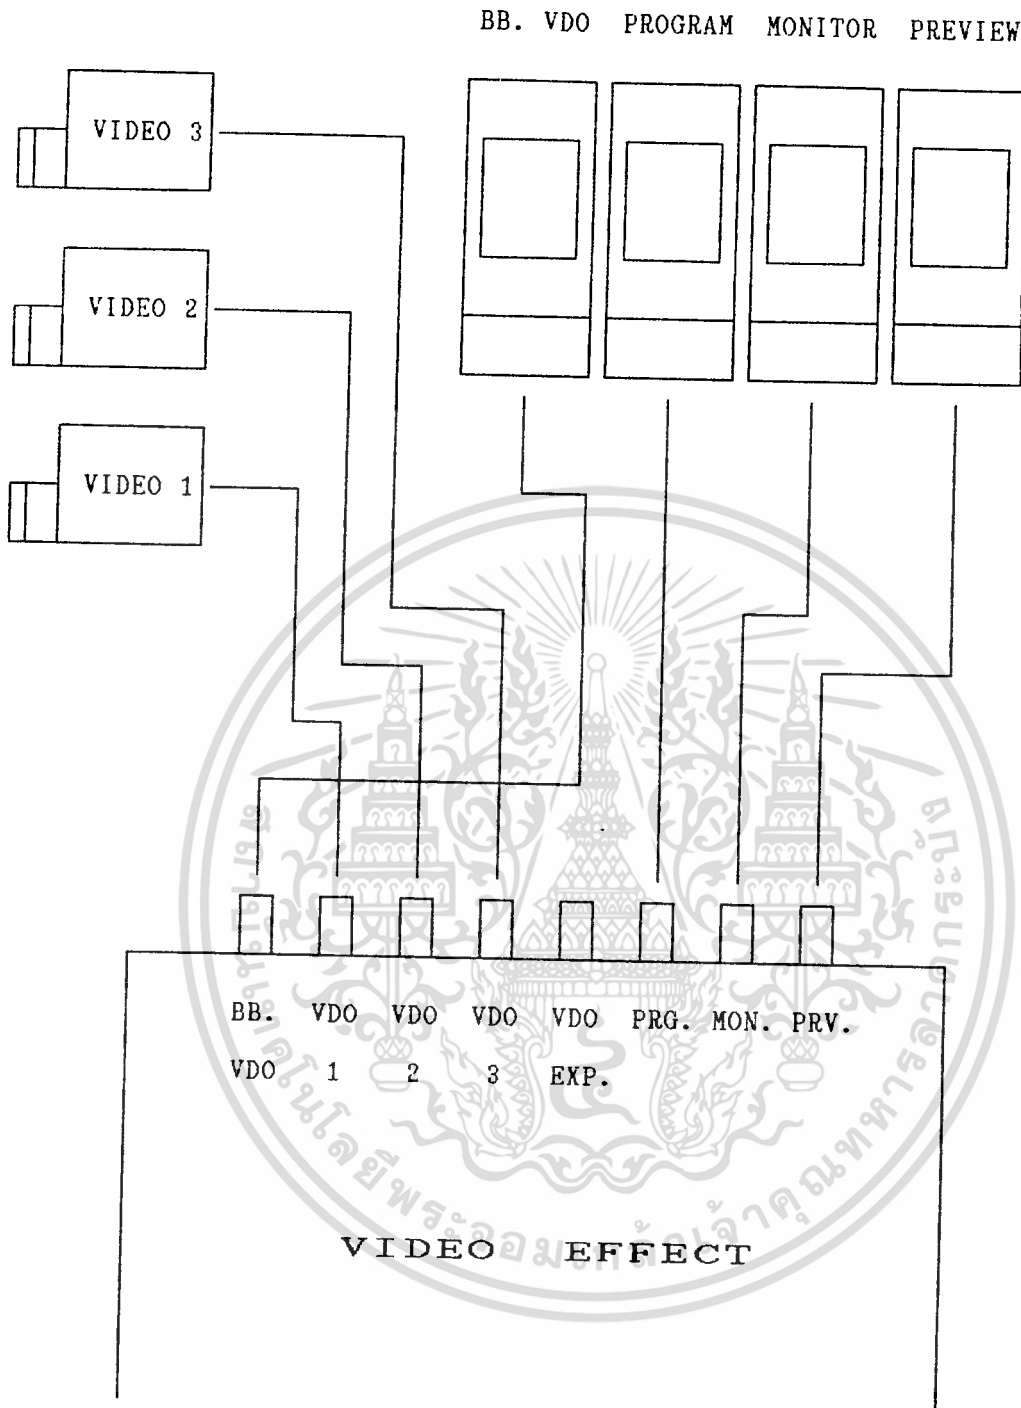 BB. VDO PROGRAM MONITOR PREVIEW
VIDEO 3
VIDEO 2
VIDEO 1
BB. VDO VDO VDO VDO PRG. MON. PRV.
VDO 1 2 3 EXP.
VIDEO EFFECT